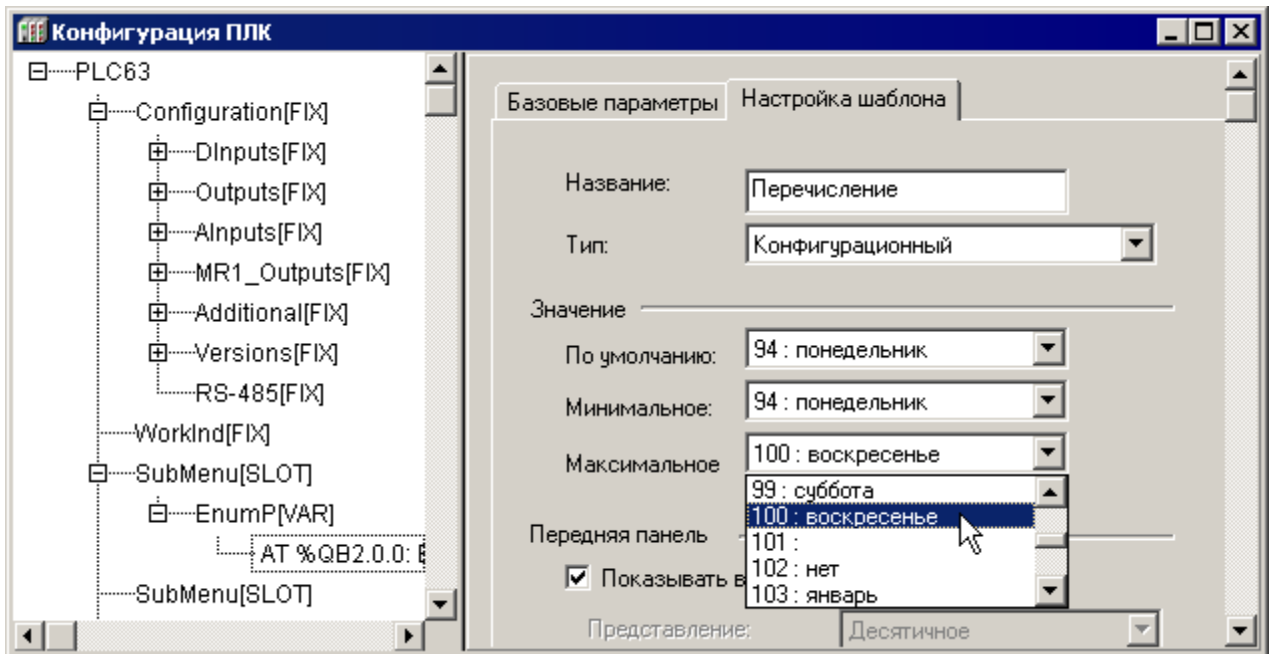 Конфигурация ПЛК
PLC63
Configuration[FIX]
DInputs[FIX]
Outputs[FIX]
AInputs[FIX]
MR1_Outputs[FIX]
Additional[FIX]
Versions[FIX]
RS-485[FIX]
WorkInd[FIX]
SubMenu[SLOT]
EnumP[VAR]
AT %QB2.0.0:
SubMenu[SLOT]
Базовые параметры
Настройка шаблона
Название: Перечисление
Тип: Конфигурационный
Значение
По умолчанию: 94 : понедельник
Минимальное: 94 : понедельник
Максимальное 100 : воскресенье
99 : суббота
100 : воскресенье
101 :
102 : нет
103 : январь
Передняя панель
Показывать в
Представление: Десятичное